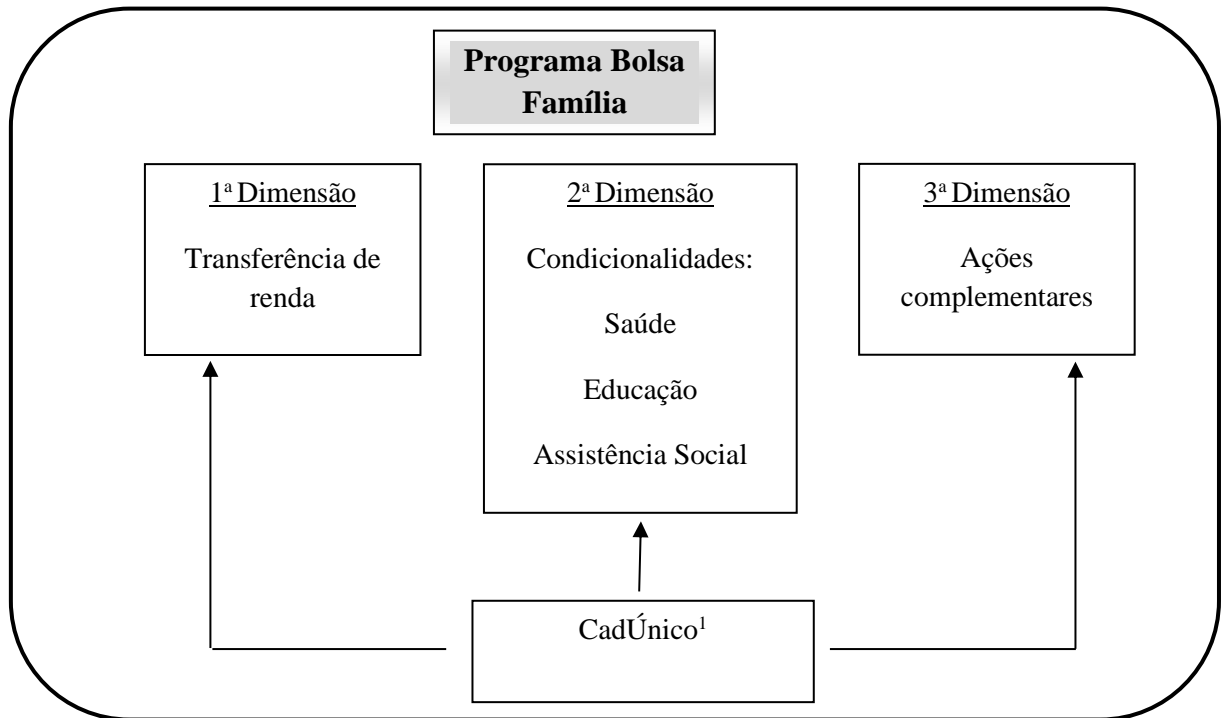 Programa Bolsa
Família
1ª Dimensão
Transferência de
renda
2ª Dimensão
Condicionalidades:
Saúde
Educação
Assistência Social
3ª Dimensão
Ações
complementares
CadÚnico¹